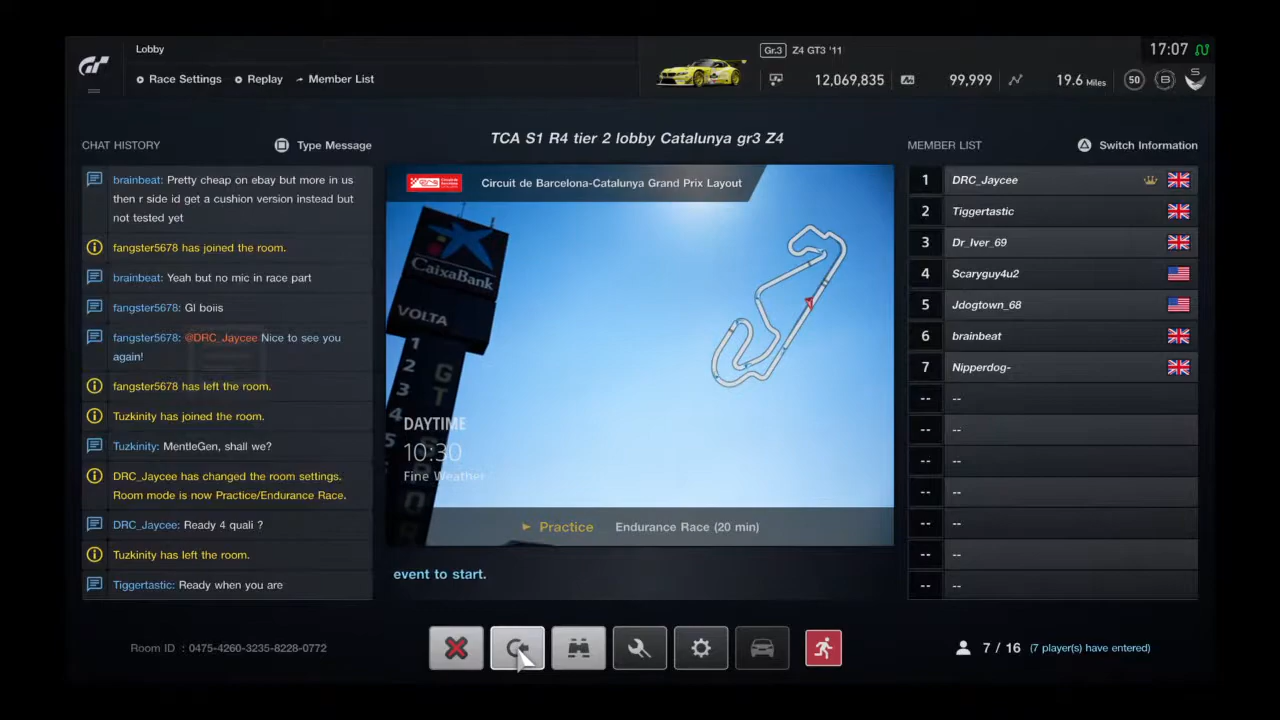 Lobby
Gr.3 Z4 GT3 '11
17:07
Race Settings Replay Member List
12,069,835 99,999 19.6 Miles 50 B S
TCA S1 R4 tier 2 lobby Catalunya gr3 Z4
CHAT HISTORY Type Message
MEMBER LIST Switch Information
brainbeat: Pretty cheap on ebay but more in us
then r side id get a cushion version instead but
not tested yet
fangster5678 has joined the room.
brainbeat: Yeah but no mic in race part
fangster5678: Gl boiis
fangster5678: @DRC_Jaycee Nice to see you
again!
fangster5678 has left the room.
Tuzkinity has joined the room.
Tuzkinity: MentleGen, shall we?
DRC_Jaycee has changed the room settings.
Room mode is now Practice/Endurance Race.
DRC_Jaycee: Ready 4 quali ?
Tuzkinity has left the room.
Tiggertastic: Ready when you are
Circuit de Barcelona-Catalunya Grand Prix Layout
CaixaBank
VOLTA
1
2
3
4
5
G
T
DAYTIME
10:30
Fine Weather
Practice Endurance Race (20 min)
event to start.
1 DRC_Jaycee
2 Tiggertastic
3 Dr_Iver_69
4 Scaryguy4u2
5 Jdogtown_68
6 brainbeat
7 Nipperdog-
-- --
-- --
-- --
-- --
-- --
-- --
-- --
Room ID : 0475-4260-3235-8228-0772
7 / 16 (7 player(s) have entered)